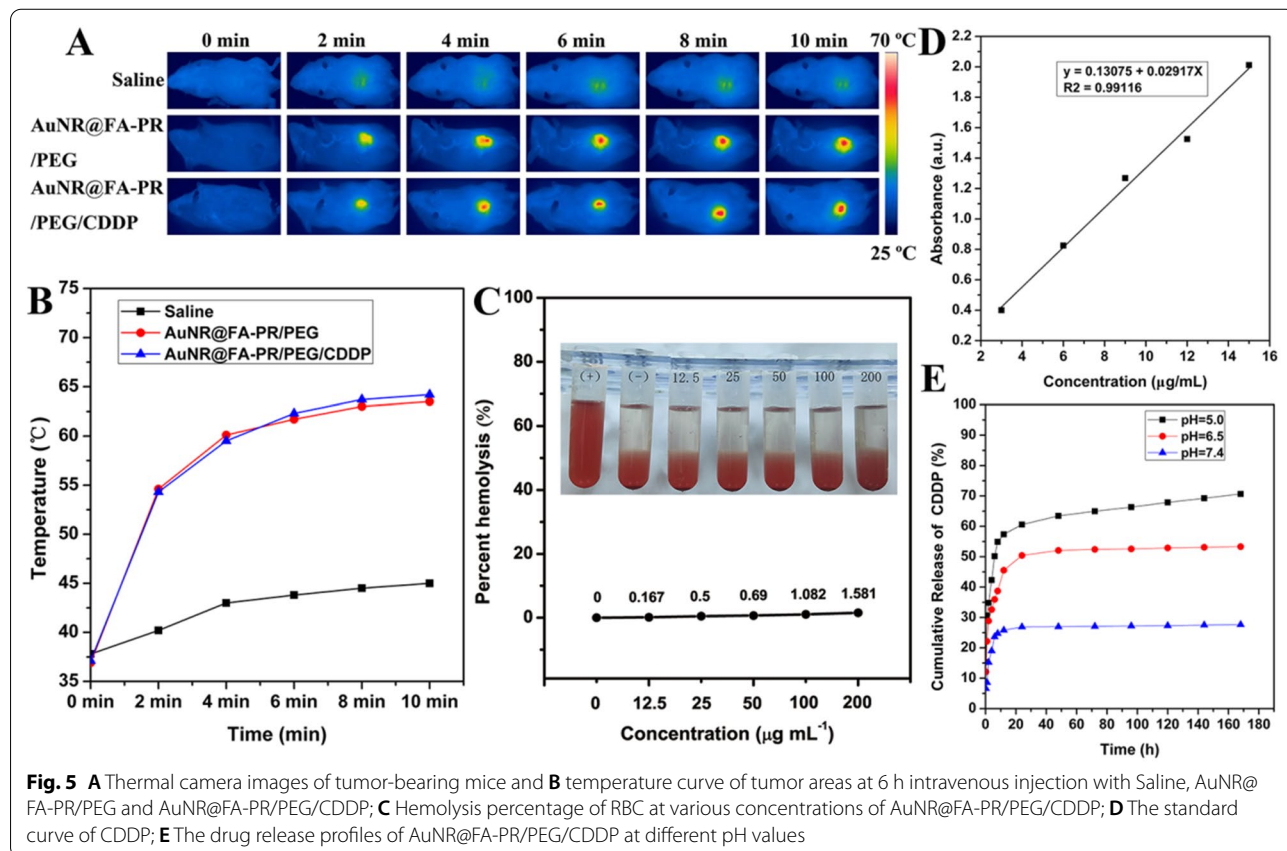 A
0 min 2 min 4 min 6 min 8 min 10 min
70 ºC
Saline
AuNR@FA-PR
/PEG
AuNR@FA-PR
/PEG/CDDP
25 ºC
B
75
70
65
60
55
50
45
40
35
Temperature (℃)
Saline
AuNR@FA-PR/PEG
AuNR@FA-PR/PEG/CDDP
0 min 2 min 4 min 6 min 8 min 10 min
Time (min)
C
100
80
60
40
20
0
Percent hemolysis (%)
(+) (-) 12.5 25 50 100 200
0 0.167 0.5 0.69 1.082 1.581
0 12.5 25 50 100 200
Concentration (µg mL⁻¹)
D
2.2
2.0
1.8
1.6
1.4
1.2
1.0
0.8
0.6
0.4
0.2
Absorbance (a.u.)
y = 0.13075 + 0.02917X
R2 = 0.99116
2 4 6 8 10 12 14 16
Concentration (µg/mL)
E
100
90
80
70
60
50
40
30
20
10
0
Cumulative Release of CDDP (%)
pH=5.0
pH=6.5
pH=7.4
0 20 40 60 80 100 120 140 160 180
Time (h)
Fig. 5 A Thermal camera images of tumor-bearing mice and B temperature curve of tumor areas at 6 h intravenous injection with Saline, AuNR@
FA-PR/PEG and AuNR@FA-PR/PEG/CDDP; C Hemolysis percentage of RBC at various concentrations of AuNR@FA-PR/PEG/CDDP; D The standard
curve of CDDP; E The drug release profiles of AuNR@FA-PR/PEG/CDDP at different pH values